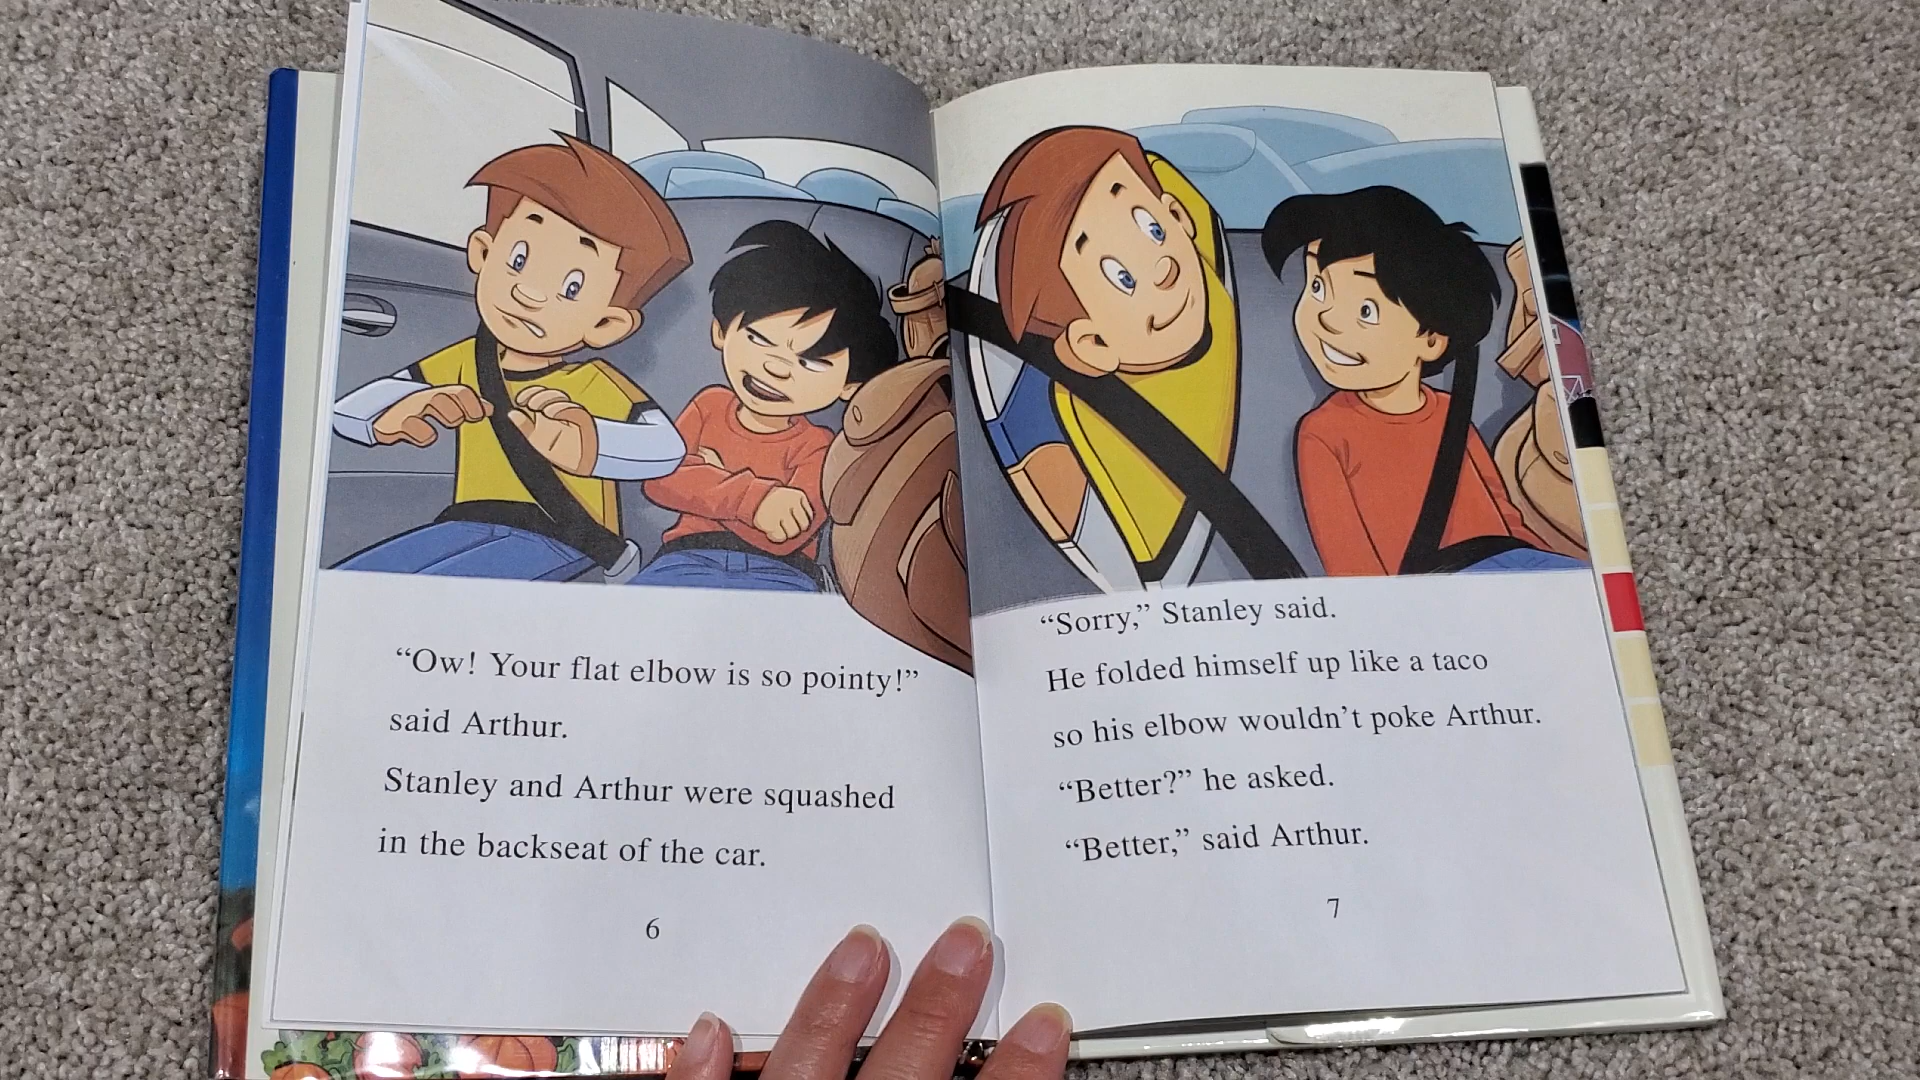 “Ow! Your flat elbow is so pointy!”
said Arthur.
Stanley and Arthur were squashed
in the backseat of the car.
6
“Sorry,” Stanley said.
He folded himself up like a taco
so his elbow wouldn’t poke Arthur.
“Better?” he asked.
“Better,” said Arthur.
7